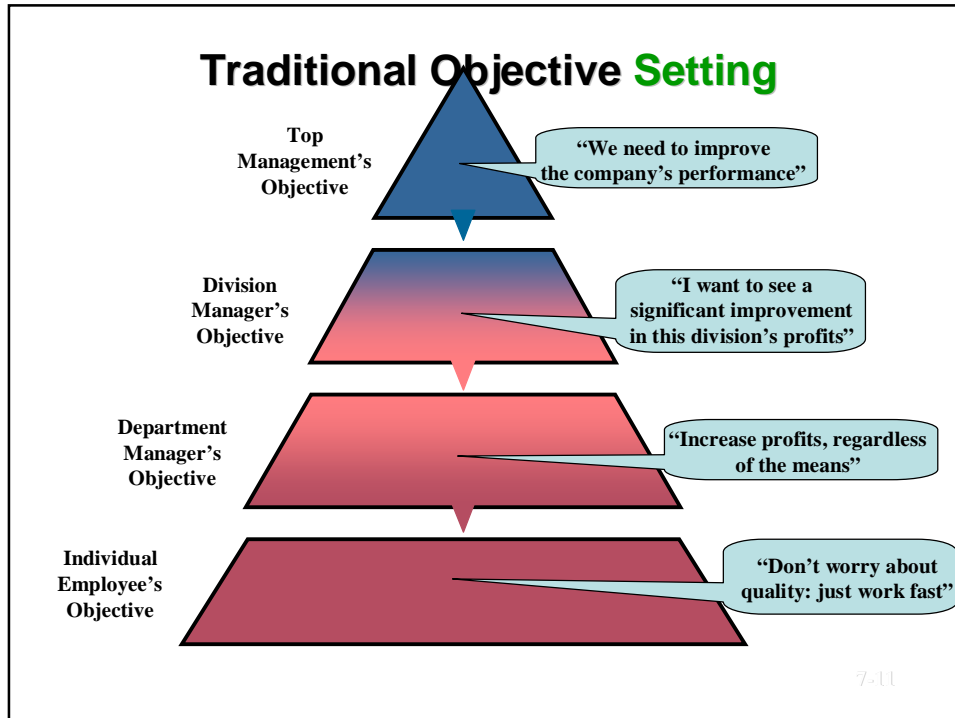 Traditional Objective Setting
Top
Management’s
Objective
“We need to improve
the company’s performance”
Division
Manager’s
Objective
“I want to see a
significant improvement
in this division’s profits”
Department
Manager’s
Objective
“Increase profits, regardless
of the means”
Individual
Employee’s
Objective
“Don’t worry about
quality: just work fast”
7-11